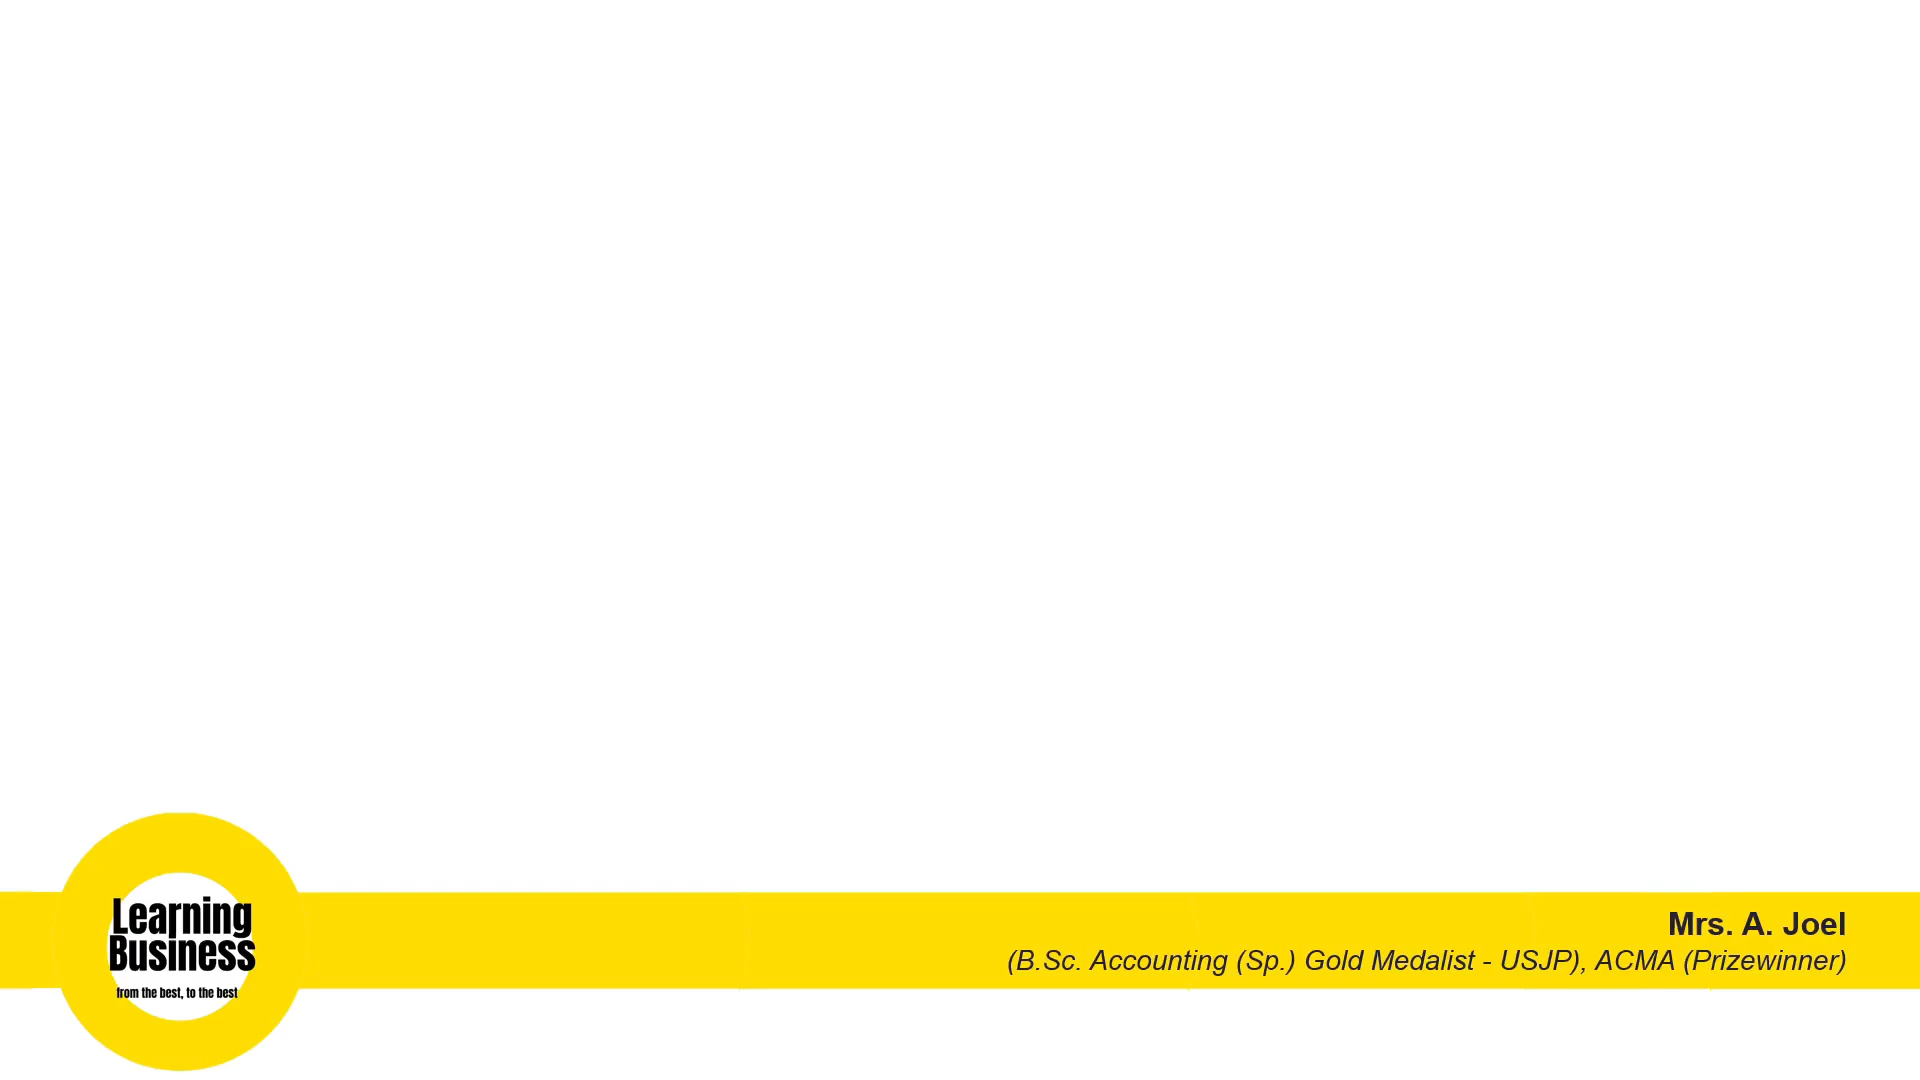 Learning
Business
from the best, to the best
Mrs. A. Joel
(B.Sc. Accounting (Sp.) Gold Medalist - USJP), ACMA (Prizewinner)